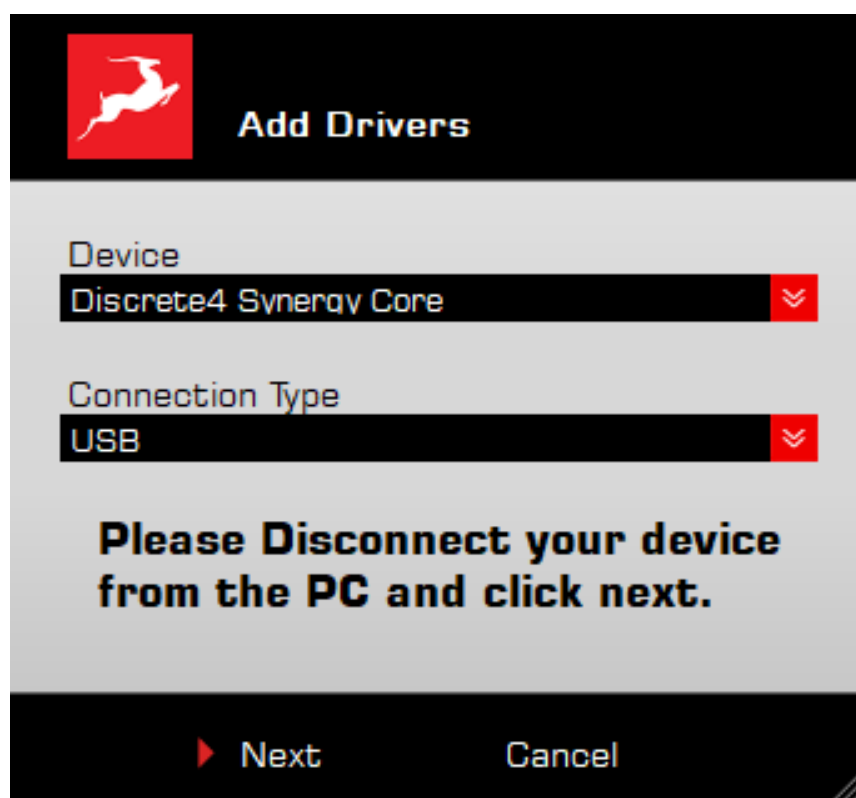 Add Drivers
Device
Discrete4 Synergy Core
Connection Type
USB
Please Disconnect your device
from the PC and click next.
Next
Cancel